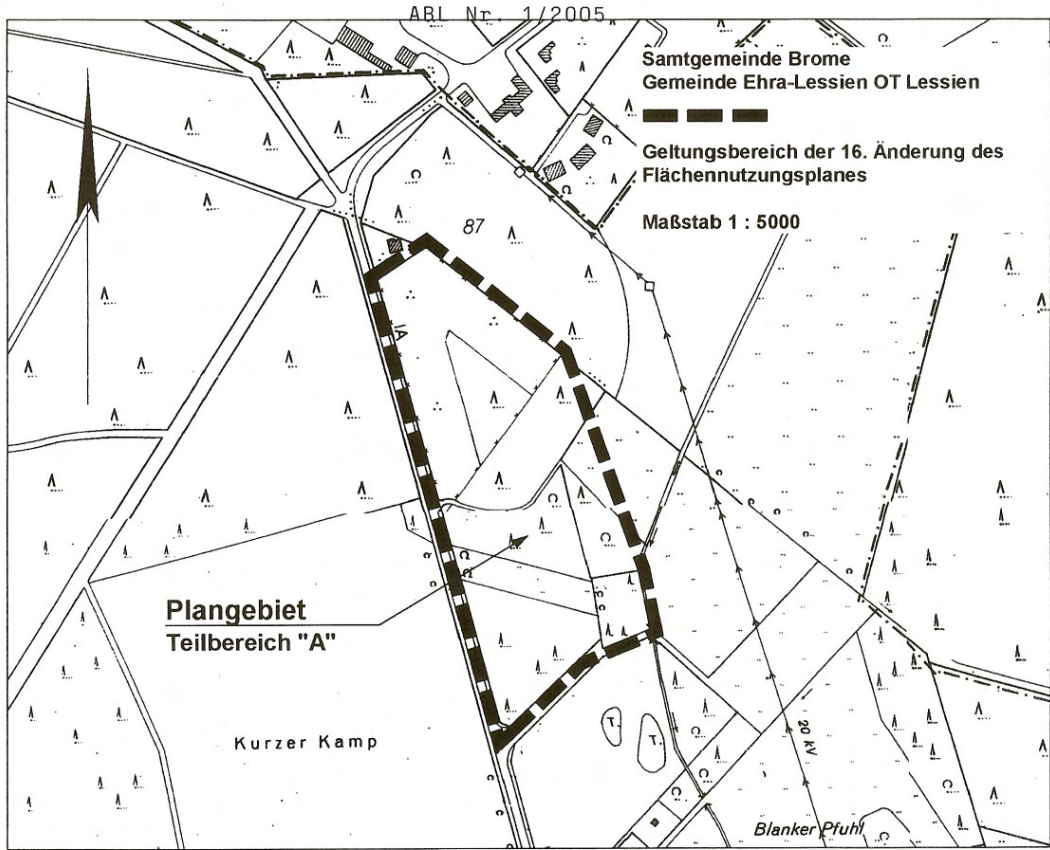 ABL Nr. 1/2005
Samtgemeinde Brome
Gemeinde Ehra-Lessien OT Lessien
Geltungsbereich der 16. Änderung des
Flächennutzungsplanes
Maßstab 1 : 5000
87
Plangebiet
Teilbereich "A"
Kurzer Kamp
T.
T.
20 kV
Blanker Pfuhl